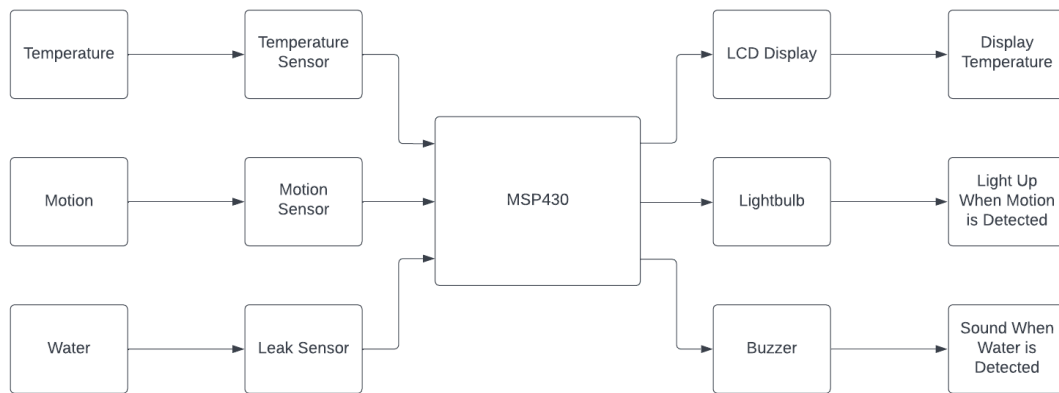 Temperature
Temperature
Sensor
LCD Display
Display
Temperature
Motion
Motion
Sensor
MSP430
Lightbulb
Light Up
When Motion
is Detected
Water
Leak Sensor
Buzzer
Sound When
Water is
Detected